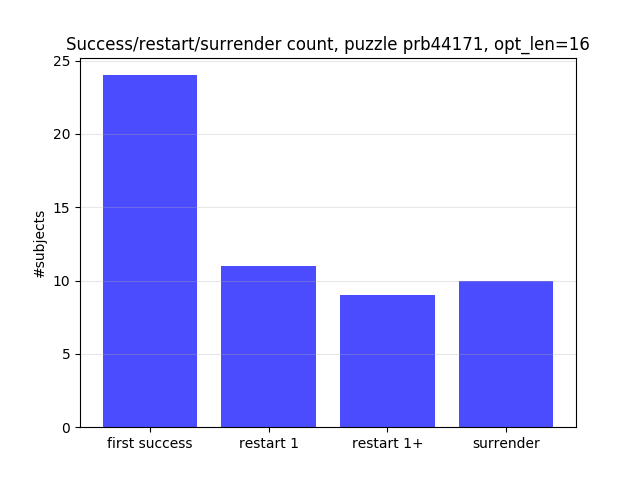 Success/restart/surrender count, puzzle prb44171, opt_len=16
25
20
15
10
5
0
#subjects
first success restart 1 restart 1+ surrender